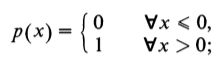 p(x) = { 0 ∀x ⩽ 0,
1 ∀x > 0;